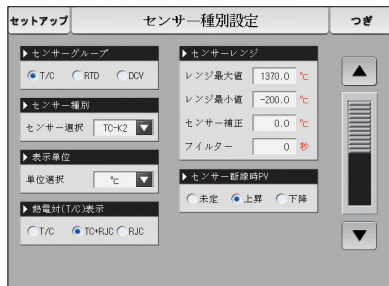 セットアップ
センサー種別設定
つぎ
▶ センサーグループ
T/C RTD DCV
▶ センサー種別
センサー選択 TC-K2
▶ 表示単位
単位選択 ℃
▶ 熱電対(T/C)表示
T/C TC+RJC RJC
▶ センサーレンジ
レンジ最大値 1370.0 ℃
レンジ最小値 -200.0 ℃
センサー補正 0.0 ℃
フィルター 0 秒
▶ センサー断線時PV
未定 上昇 下降